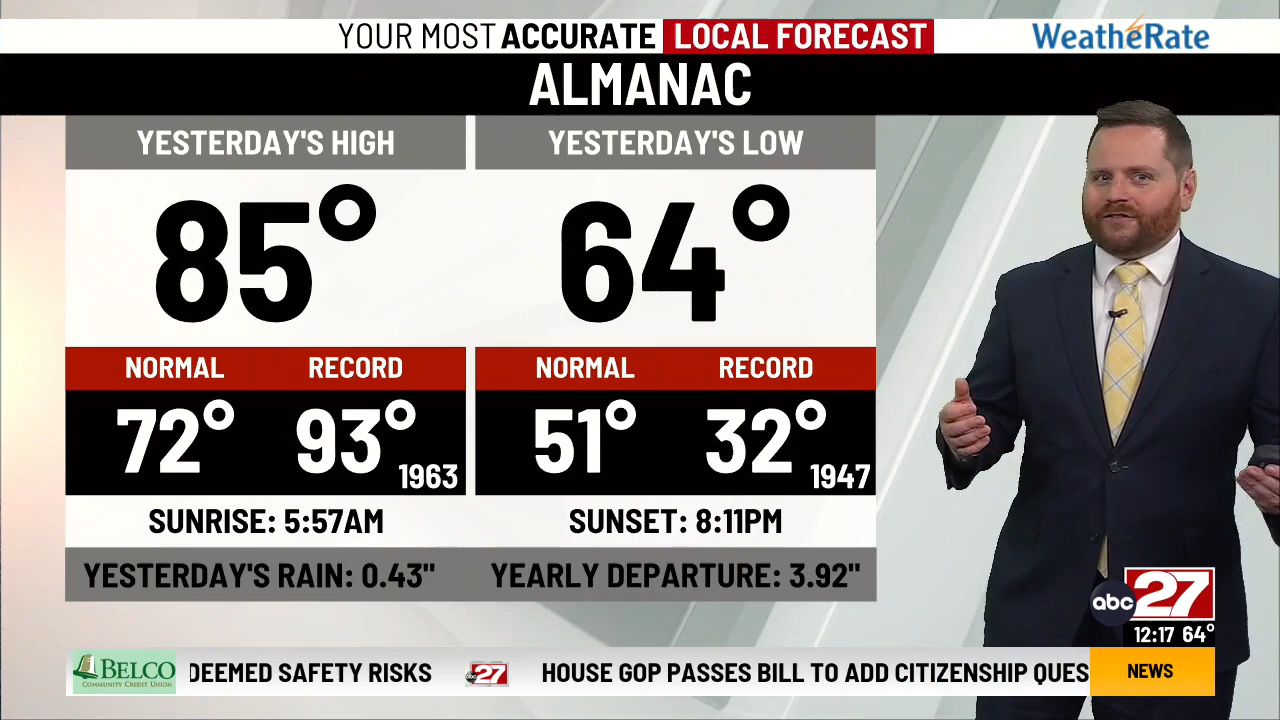 YOUR MOST ACCURATE LOCAL FORECAST
WeatheRate
ALMANAC
YESTERDAY'S HIGH
85°
NORMAL RECORD
72° 93° 1963
YESTERDAY'S LOW
64°
NORMAL RECORD
51° 32° 1947
SUNRISE: 5:57AM
SUNSET: 8:11PM
YESTERDAY'S RAIN: 0.43"
YEARLY DEPARTURE: 3.92"
abc 27
12:17 64°
BELCO
COMMUNITY CREDIT UNION
DEEMED SAFETY RISKS
abc 27
HOUSE GOP PASSES BILL TO ADD CITIZENSHIP QUES
NEWS